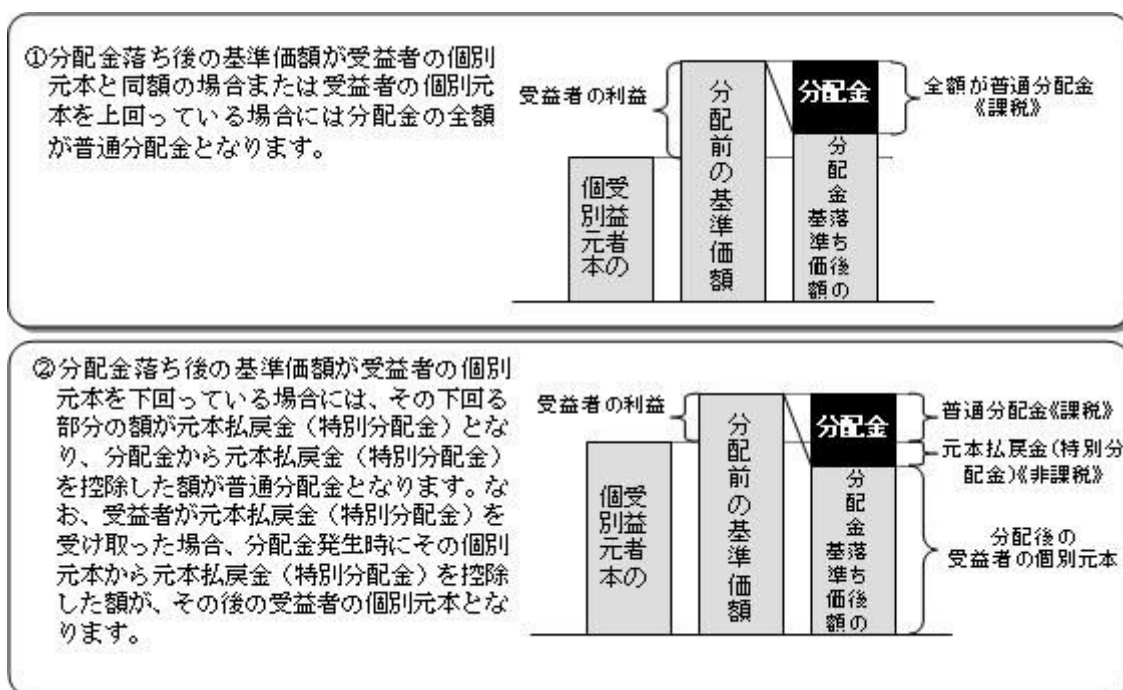 ①分配金落ち後の基準価額が受益者の個別
元本と同額の場合または受益者の個別元
本を上回っている場合には分配金の全額
が普通分配金となります。
受益者の利益
受益者の
個別元本
分配前の基準価額
分配金
分配金落ち後の
基準価額
全額が普通分配金
《課税》
②分配金落ち後の基準価額が受益者の個別
元本を下回っている場合には、その下回る
部分の額が元本払戻金（特別分配金）とな
り、分配金から元本払戻金（特別分配金）
を控除した額が普通分配金となります。な
お、受益者が元本払戻金（特別分配金）を
受け取った場合、分配金発生時にその個別
元本から元本払戻金（特別分配金）を控除
した額が、その後の受益者の個別元本とな
ります。
受益者の利益
受益者の
個別元本
分配前の基準価額
分配金
分配金落ち後の
基準価額
普通分配金《課税》
元本払戻金(特別分
配金)《非課税》
分配後の
受益者の個別元本